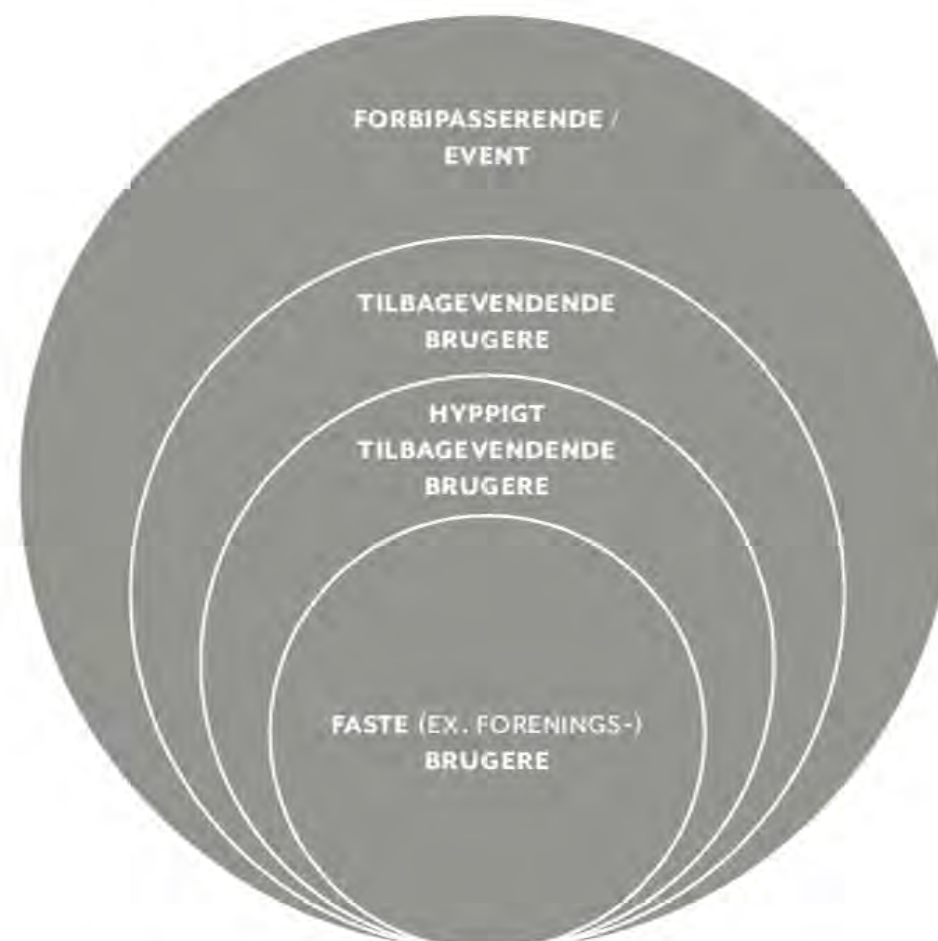 FORBIPASSERENDE /
EVENT
TILBAGEVENDENDE
BRUGERE
HYPPIGT
TILBAGEVENDENDE
BRUGERE
FASTE (EX. FORENINGS-)
BRUGERE